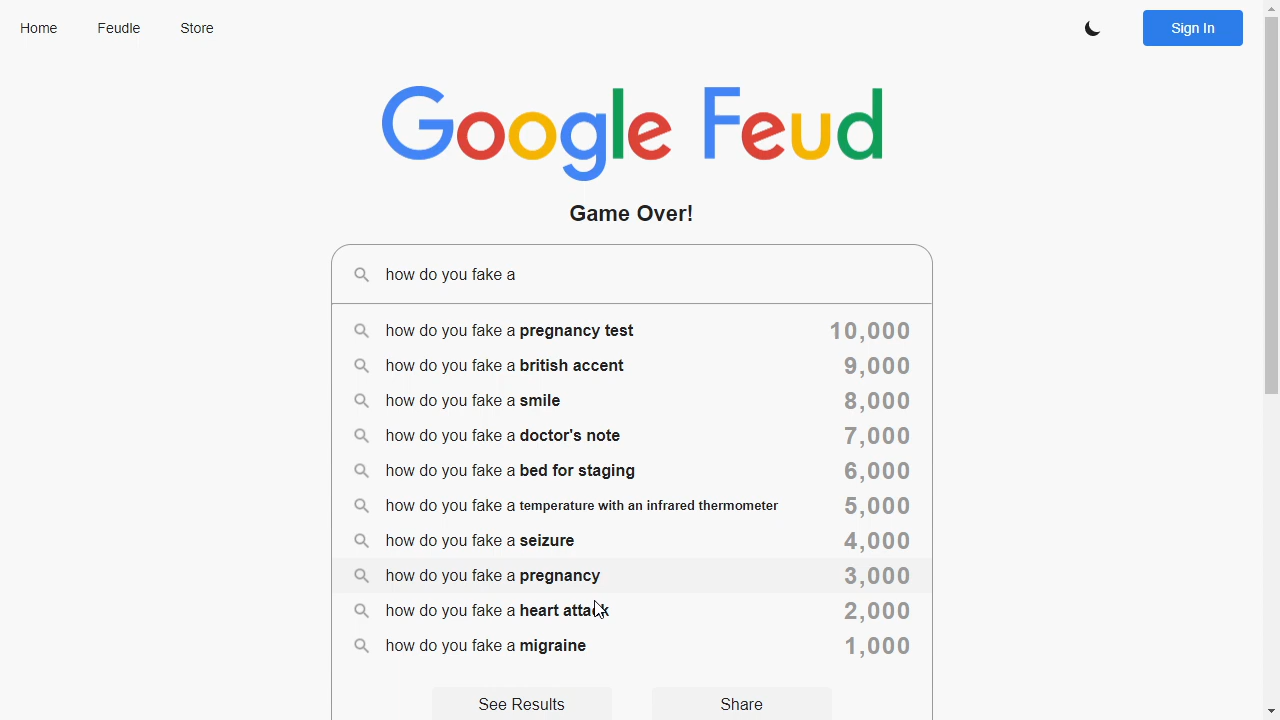 Home Feudle Store Sign In
Google Feud
Game Over!
how do you fake a
how do you fake a pregnancy test 10,000
how do you fake a british accent 9,000
how do you fake a smile 8,000
how do you fake a doctor's note 7,000
how do you fake a bed for staging 6,000
how do you fake a temperature with an infrared thermometer 5,000
how do you fake a seizure 4,000
how do you fake a pregnancy 3,000
how do you fake a heart attack 2,000
how do you fake a migraine 1,000
See Results Share